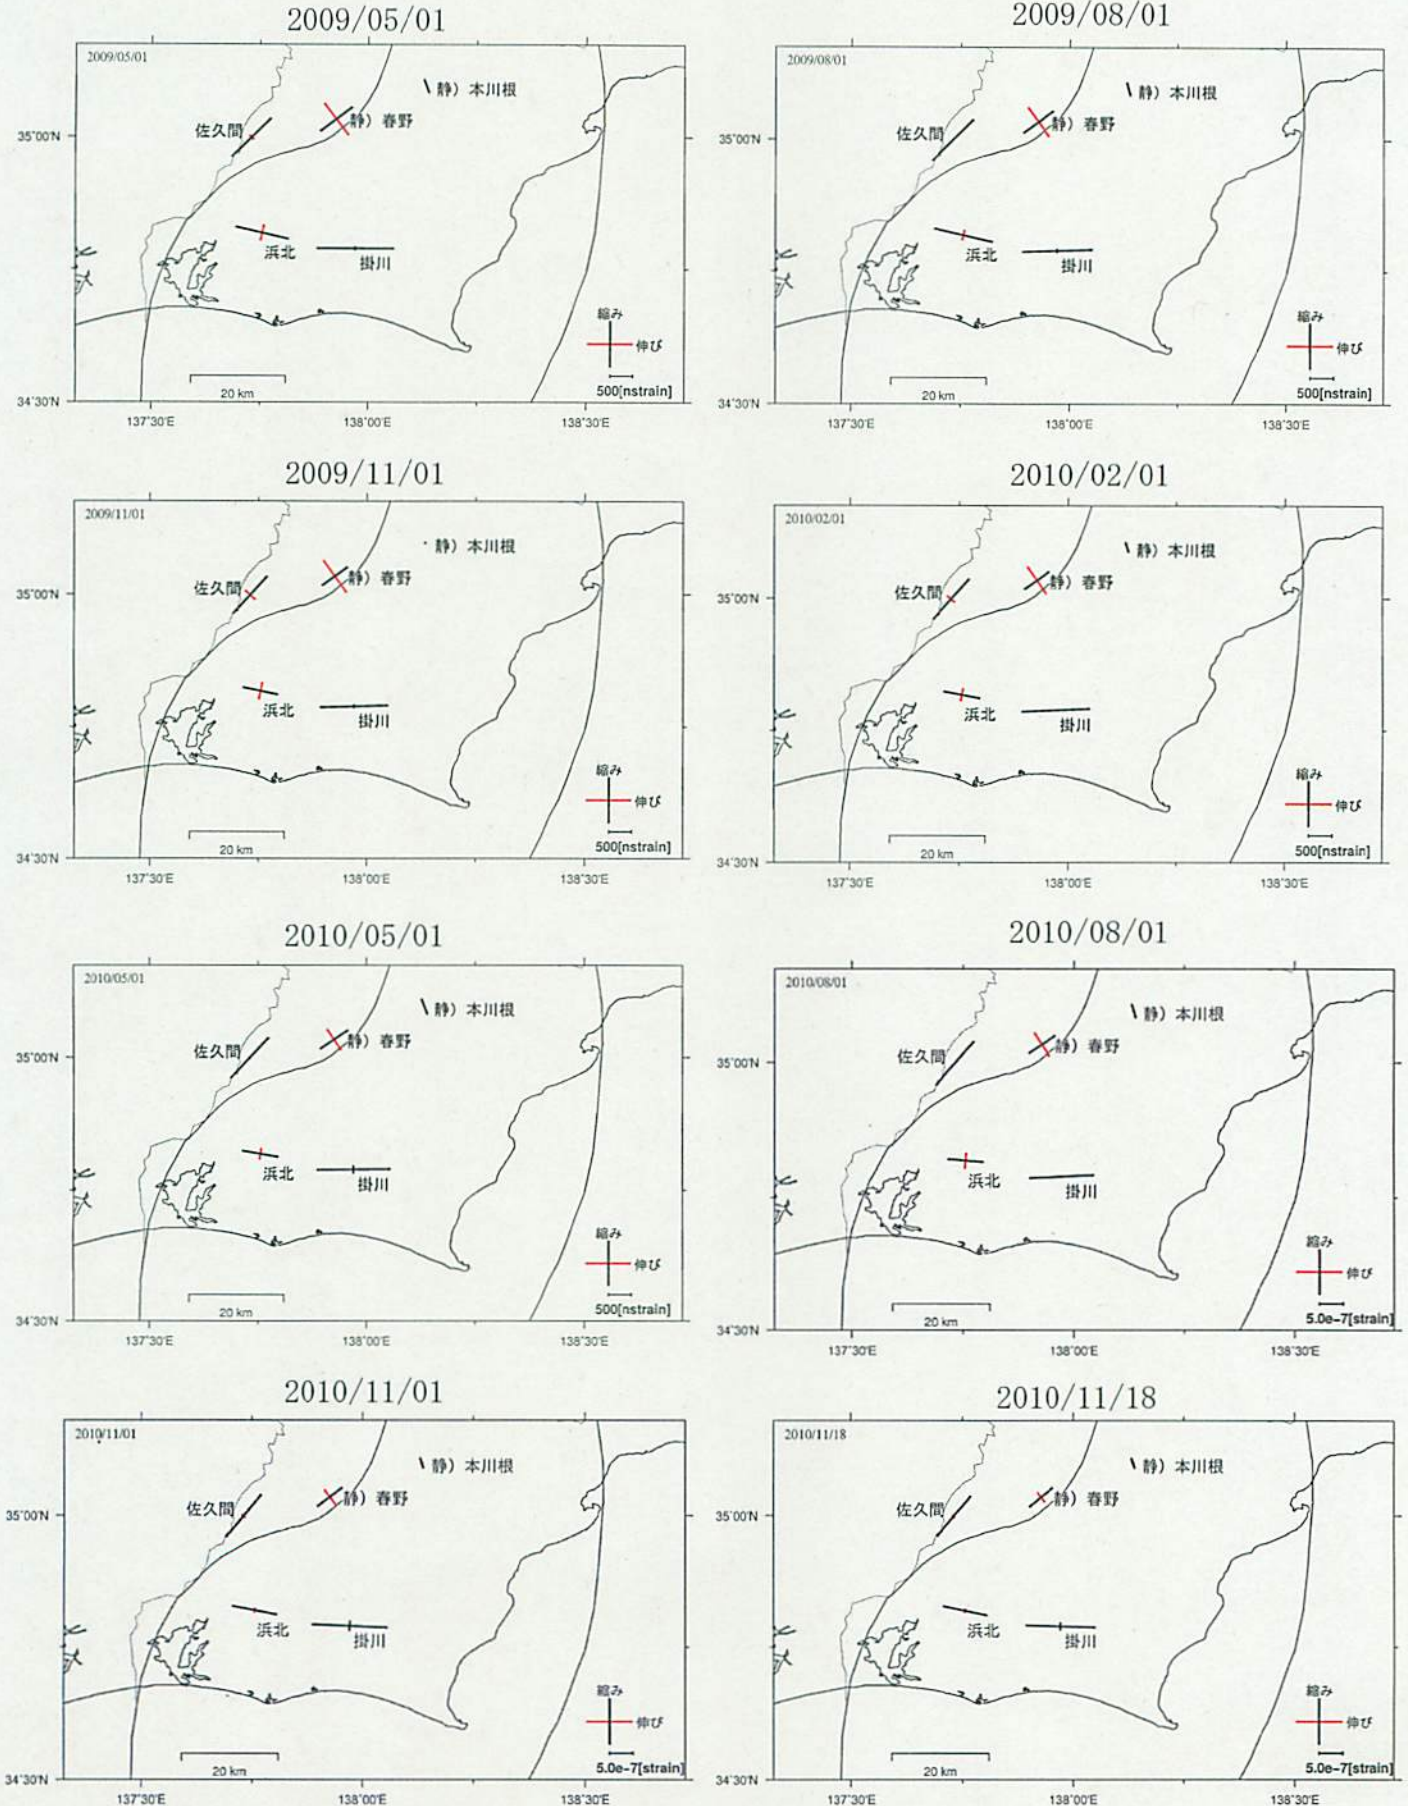 2009/05/01
2009/05/01
静）本川根
佐久間
静）春野
35°00'N
浜北
掛川
縮み
伸び
20 km
500[nstrain]
34°30'N
137°30'E
138°00'E
138°30'E
2009/08/01
2009/08/01
静）本川根
佐久間
静）春野
35°00'N
浜北
掛川
縮み
伸び
20 km
500[nstrain]
34°30'N
137°30'E
138°00'E
138°30'E
2009/11/01
2009/11/01
静）本川根
佐久間
静）春野
35°00'N
浜北
掛川
縮み
伸び
20 km
500[nstrain]
34°30'N
137°30'E
138°00'E
138°30'E
2010/02/01
2010/02/01
静）本川根
佐久間
静）春野
35°00'N
浜北
掛川
縮み
伸び
20 km
500[nstrain]
34°30'N
137°30'E
138°00'E
138°30'E
2010/05/01
2010/05/01
静）本川根
佐久間
静）春野
35°00'N
浜北
掛川
縮み
伸び
20 km
500[nstrain]
34°30'N
137°30'E
138°00'E
138°30'E
2010/08/01
2010/08/01
静）本川根
佐久間
静）春野
35°00'N
浜北
掛川
縮み
伸び
20 km
5.0e-7[strain]
34°30'N
137°30'E
138°00'E
138°30'E
2010/11/01
2010/11/01
静）本川根
佐久間
静）春野
35°00'N
浜北
掛川
縮み
伸び
20 km
5.0e-7[strain]
34°30'N
137°30'E
138°00'E
138°30'E
2010/11/18
2010/11/18
静）本川根
佐久間
静）春野
35°00'N
浜北
掛川
縮み
伸び
20 km
5.0e-7[strain]
34°30'N
137°30'E
138°00'E
138°30'E